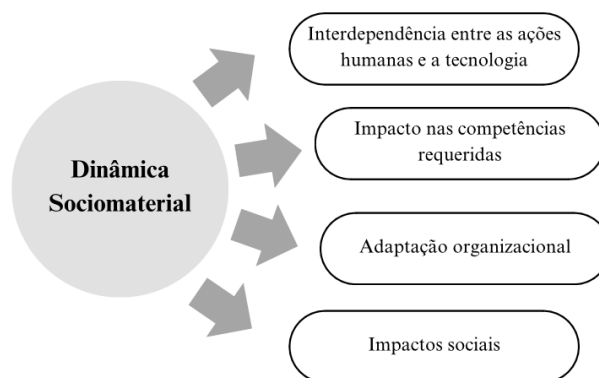 Dinâmica
Sociomaterial
Interdependência entre as ações
humanas e a tecnologia
Impacto nas competências
requeridas
Adaptação organizacional
Impactos sociais